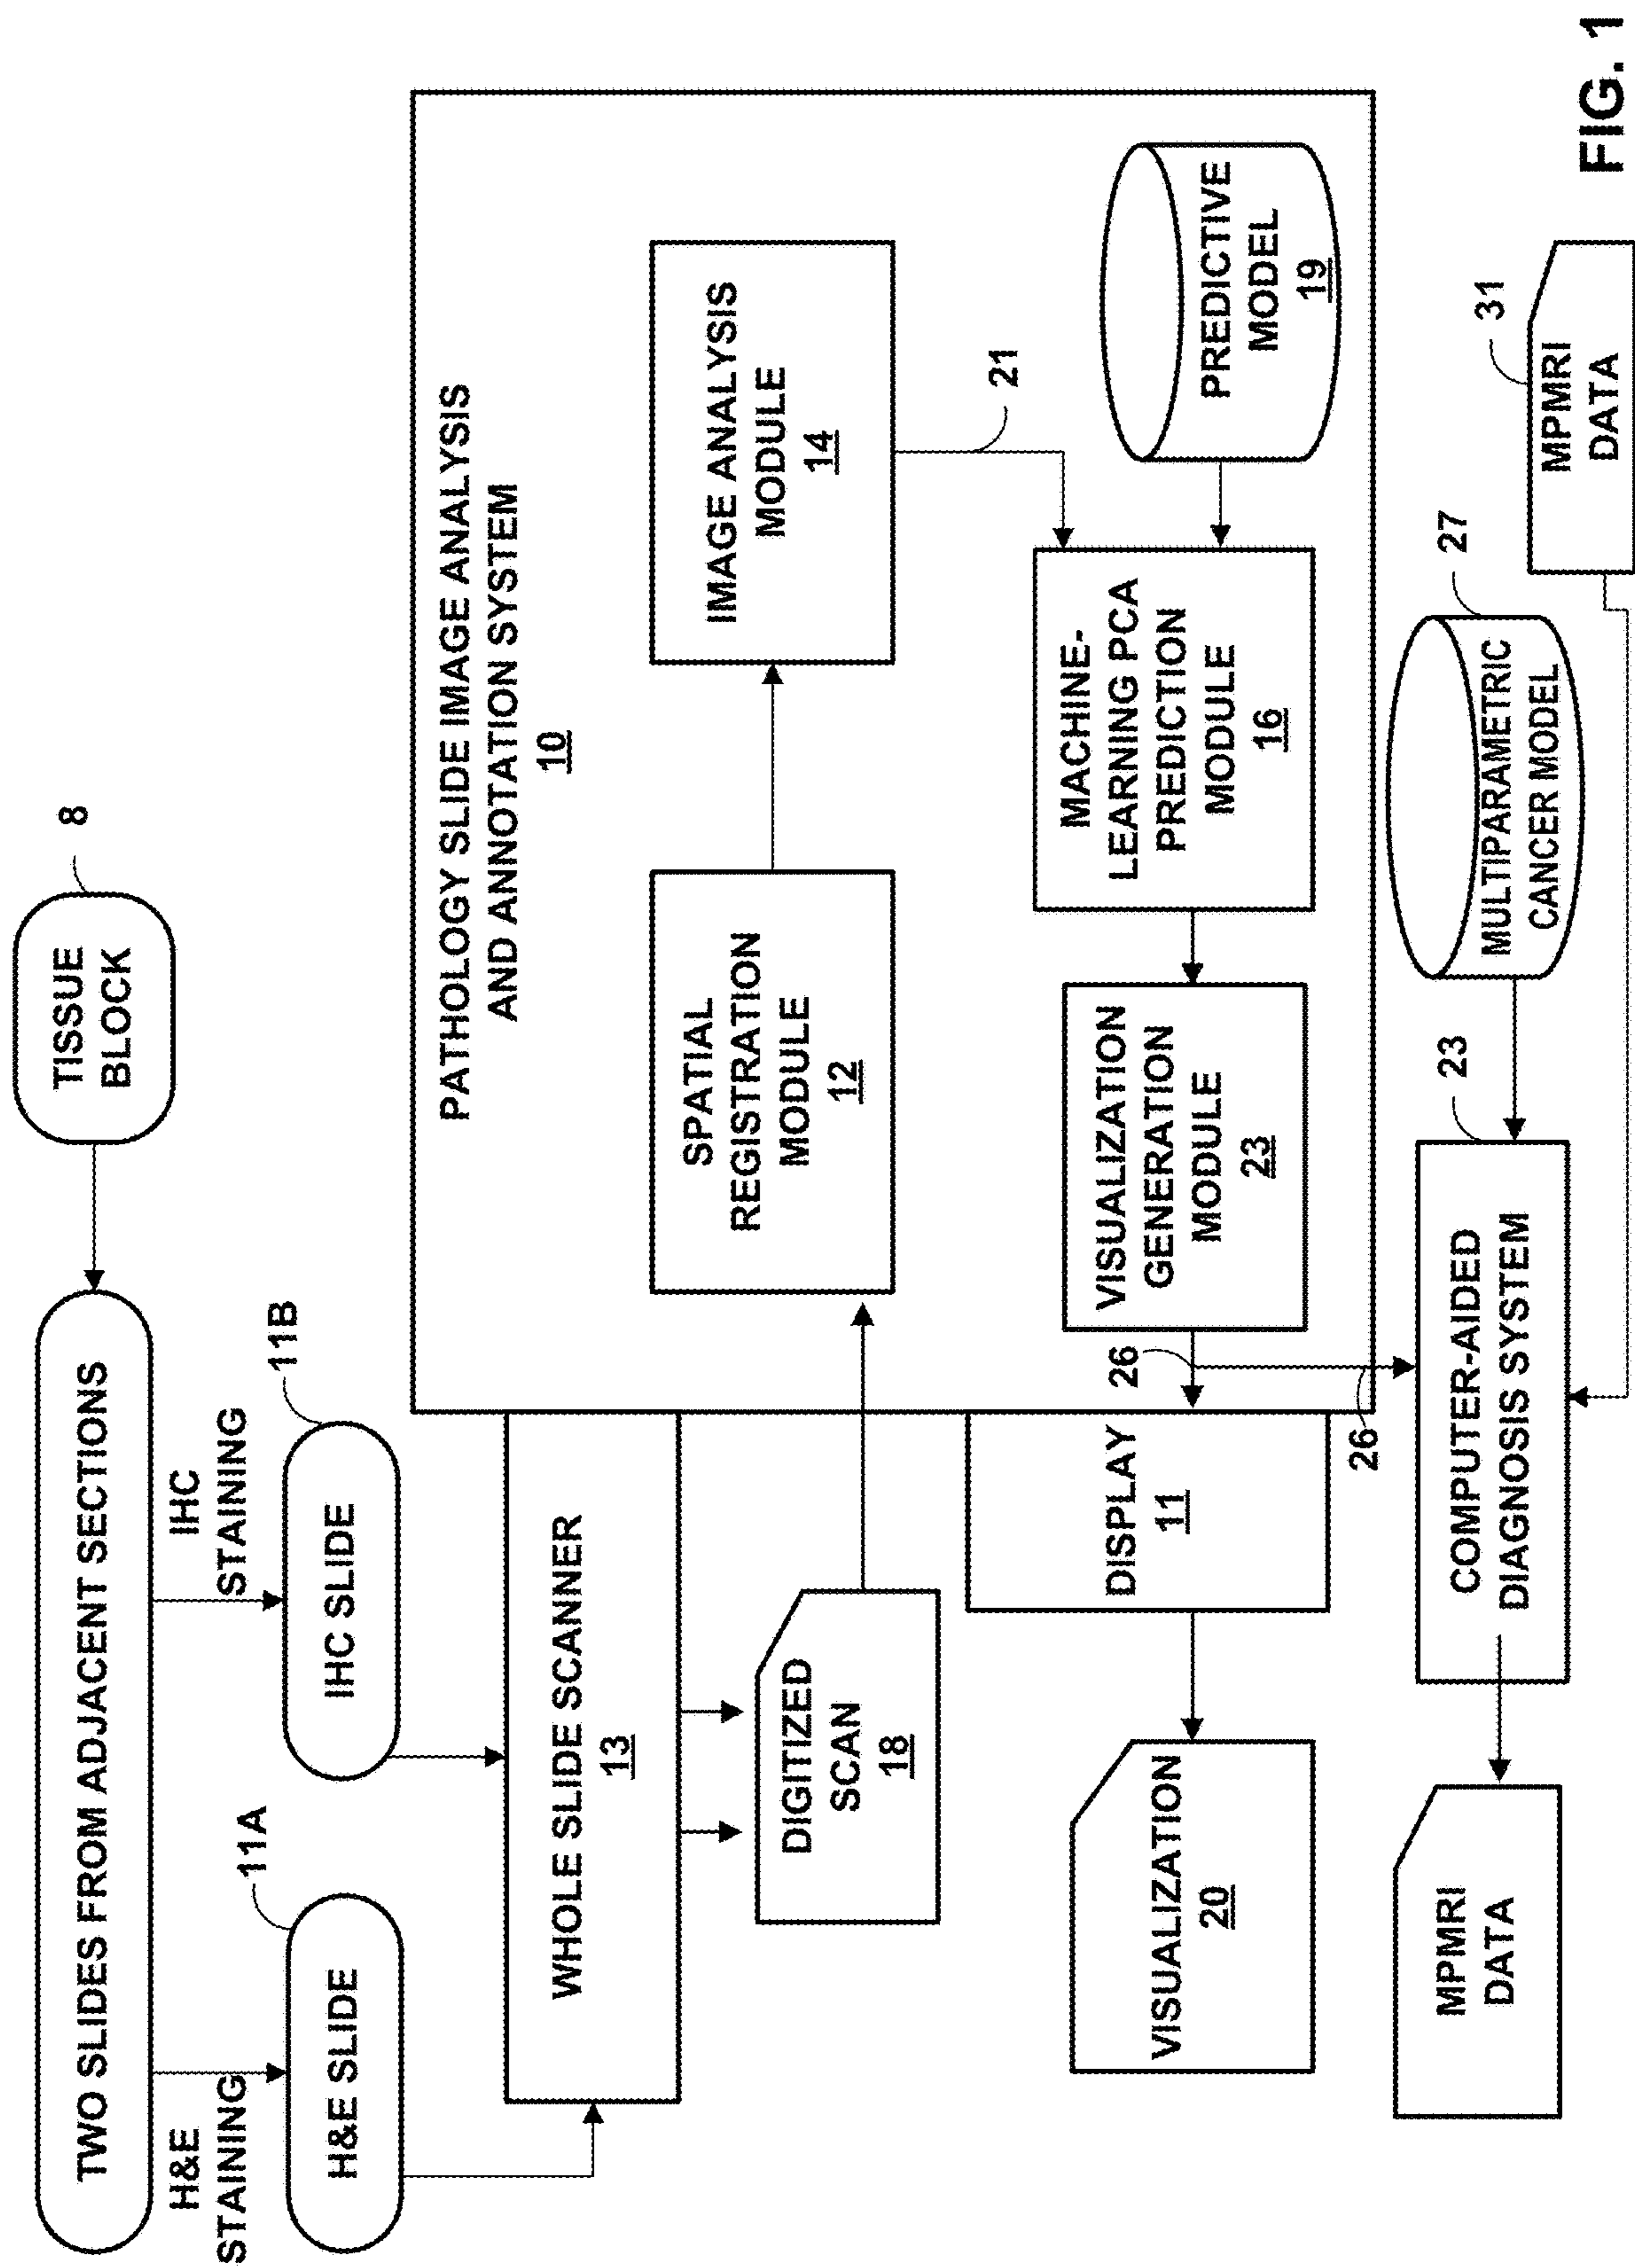 TISSUE
BLOCK
8
TWO SLIDES FROM ADJACENT SECTIONS
H&E
STAINING
IHC
STAINING
H&E SLIDE
11A
IHC SLIDE
11B
WHOLE SLIDE SCANNER
13
DIGITIZED
SCAN
18
PATHOLOGY SLIDE IMAGE ANALYSIS
AND ANNOTATION SYSTEM
10
SPATIAL
REGISTRATION
MODULE
12
IMAGE ANALYSIS
MODULE
14
21
PREDICTIVE
MODEL
19
MACHINE-
LEARNING PCA
PREDICTION
MODULE
16
VISUALIZATION
GENERATION
MODULE
23
26
DISPLAY
11
26
VISUALIZATION
20
COMPUTER-AIDED
DIAGNOSIS SYSTEM
23
MULTIPARAMETRIC
CANCER MODEL
27
MPMRI
DATA
31
MPMRI
DATA
FIG. 1